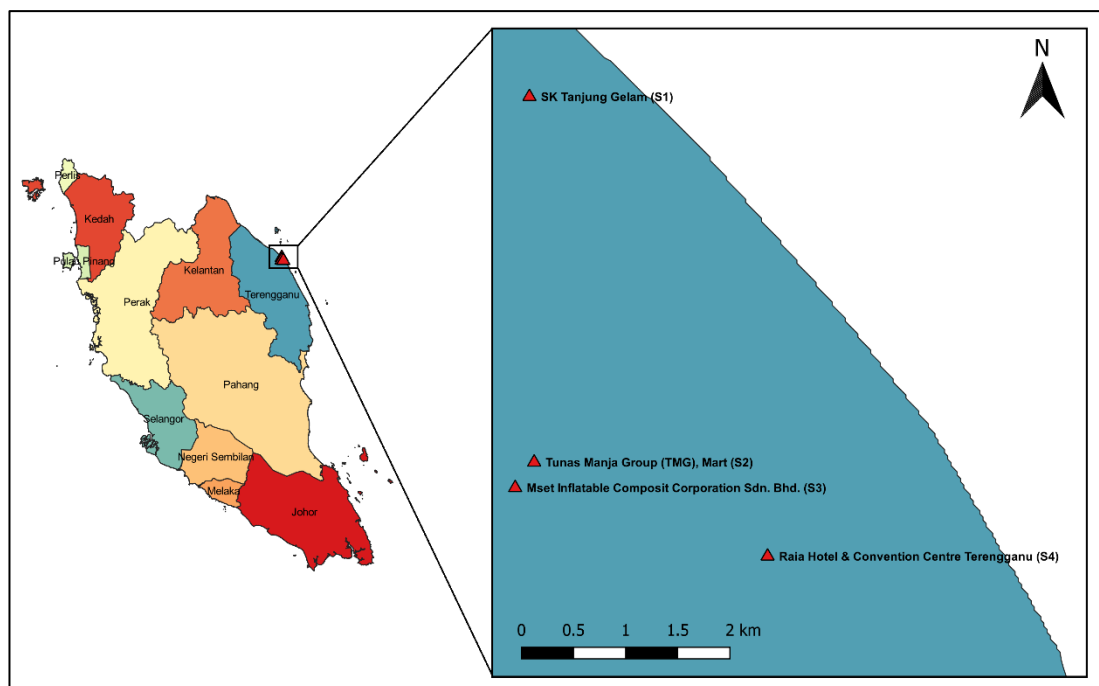 Perlis
Kedah
Pulau Pinang
Perak
Kelantan
Terengganu
Pahang
Selangor
Negeri Sembilan
Melaka
Johor
N
SK Tanjung Gelam (S1)
Tunas Manja Group (TMG), Mart (S2)
Mset Inflatable Composit Corporation Sdn. Bhd. (S3)
Raia Hotel & Convention Centre Terengganu (S4)
0 0.5 1 1.5 2 km